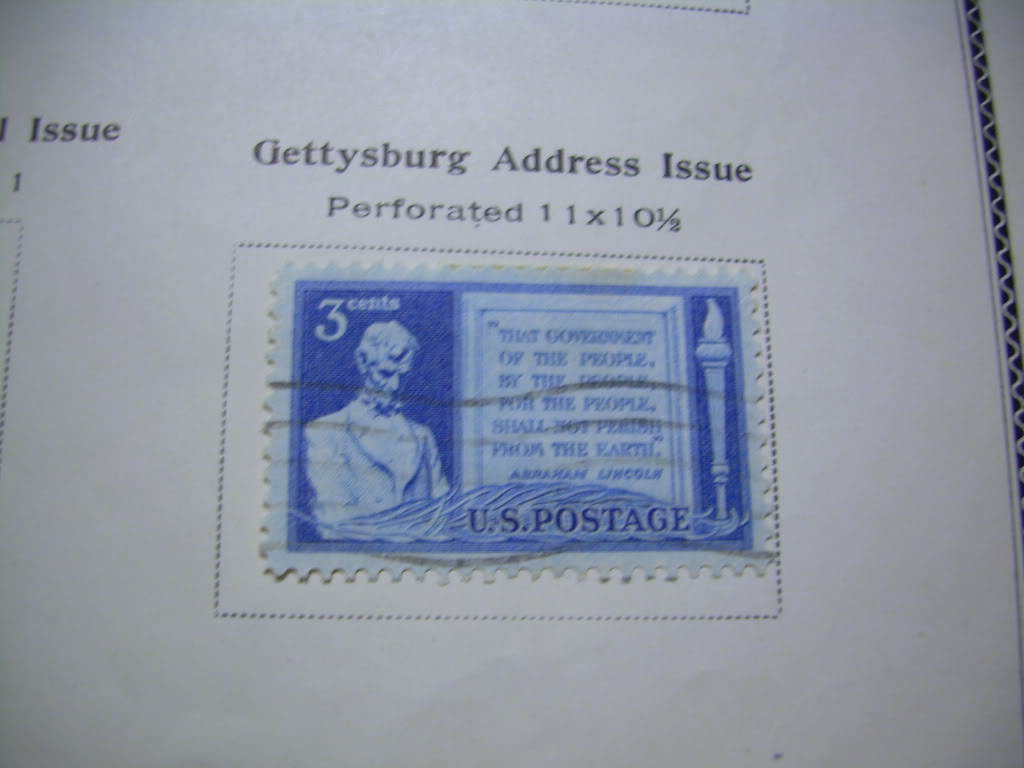 l Issue
1
Gettysburg Address Issue
Perforated 11x10½
3 cents
"THAT GOVERNMENT
OF THE PEOPLE,
BY THE PEOPLE,
FOR THE PEOPLE,
SHALL NOT PERISH
FROM THE EARTH."
ABRAHAM LINCOLN
U.S.POSTAGE